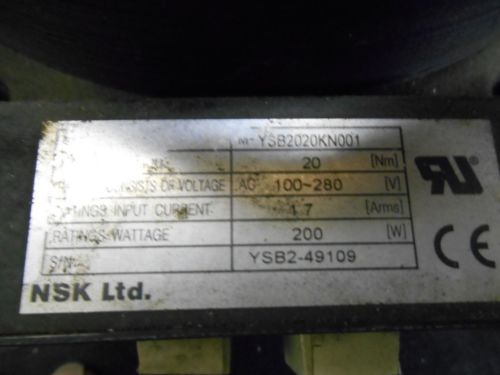 M-YSB2020KN001
20 [Nm]
OF VOLTAGE AC 100~280 [V]
INPUT CURRENT 1.7 [Arms]
RATINGS WATTAGE 200 [W]
S/N YSB2-49109
NSK Ltd.
CE